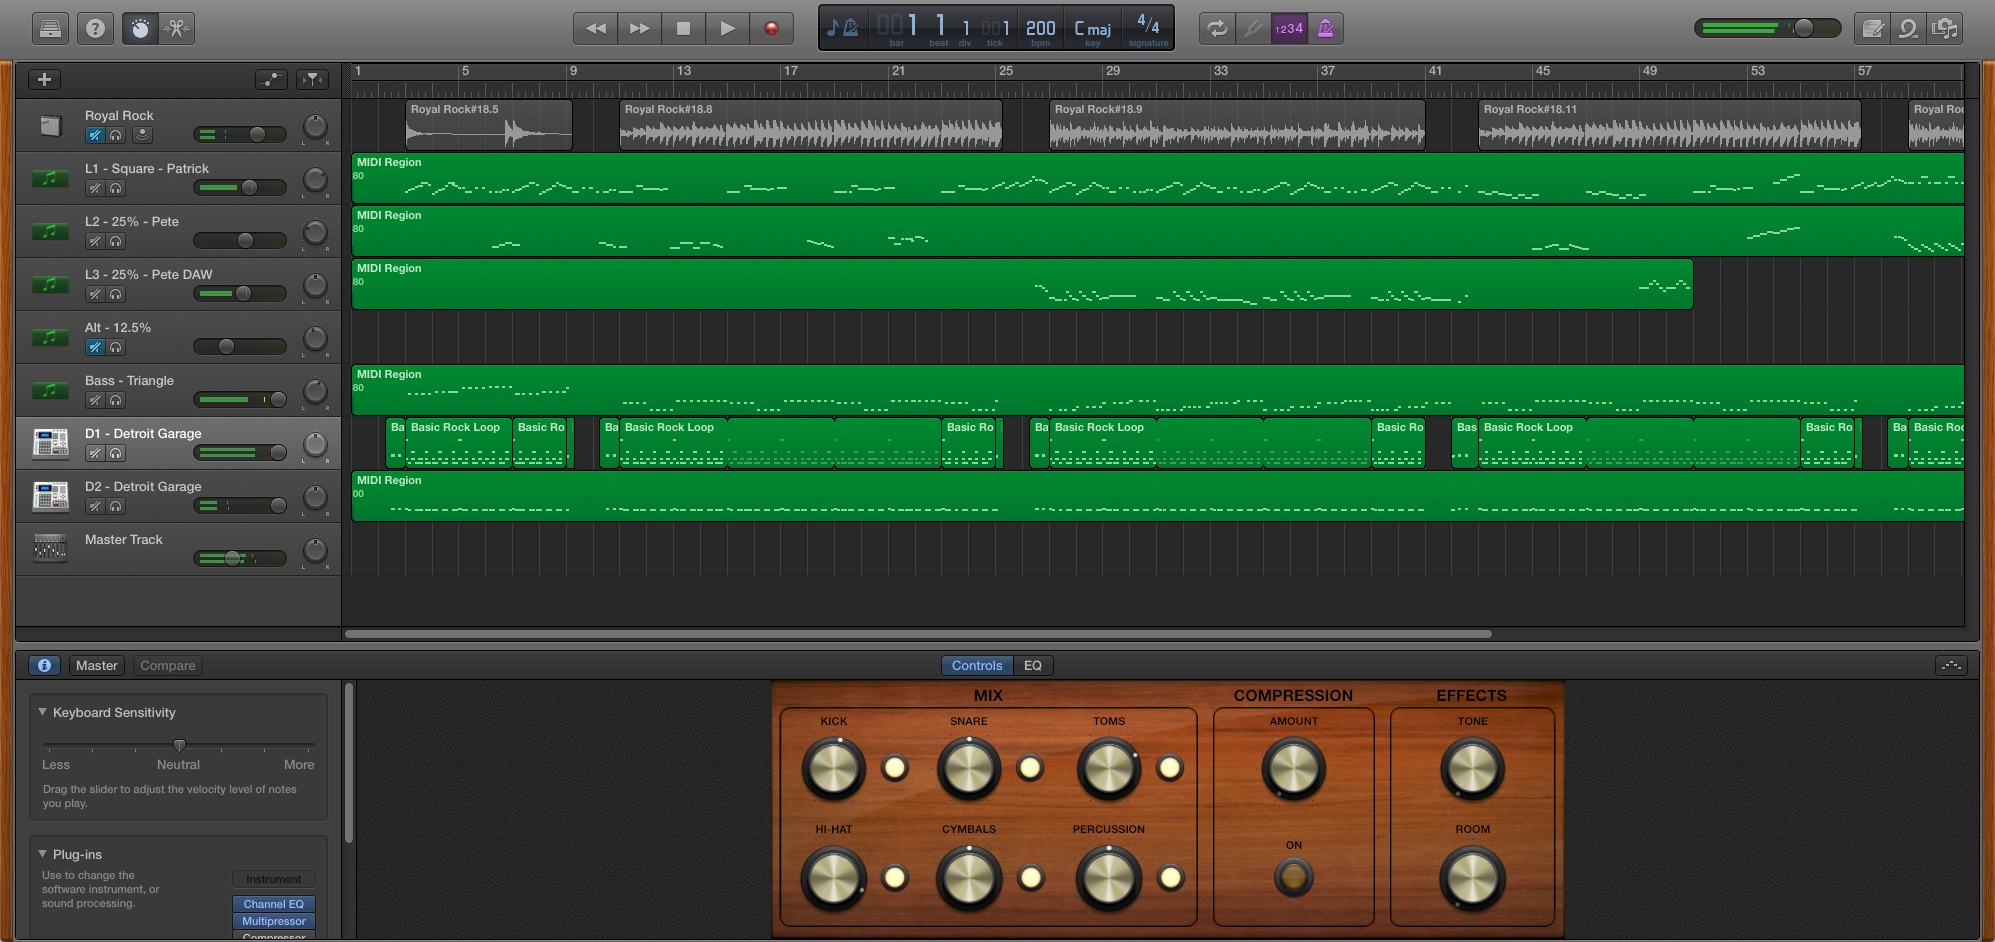 1 1 1 1 200 C maj 4/4
bar beat div tick bpm key signature
1234
1 5 9 13 17 21 25 29 33 37 41 45 49 53 57
Royal Rock
L R
Royal Rock#18.5 Royal Rock#18.8 Royal Rock#18.9 Royal Rock#18.11 Royal Roc
L1 - Square - Patrick
L R
MIDI Region
80
L2 - 25% - Pete
L R
MIDI Region
80
L3 - 25% - Pete DAW
L R
MIDI Region
80
Alt - 12.5%
L R
Bass - Triangle
L R
MIDI Region
80
D1 - Detroit Garage
L R
Ba Basic Rock Loop Basic Ro Ba Basic Rock Loop Basic Ro Ba Basic Rock Loop Basic Ro Bas Basic Rock Loop Basic Ro Ba Basic Roc
D2 - Detroit Garage
L R
MIDI Region
00
Master Track
L R
Master Compare Controls EQ
Keyboard Sensitivity
Less Neutral More
Drag the slider to adjust the velocity level of notes
you play.
Plug-ins
Use to change the
software instrument, or
sound processing.
Instrument
Channel EQ
Multipressor
Compressor
MIX COMPRESSION EFFECTS
KICK SNARE TOMS AMOUNT TONE
HI-HAT CYMBALS PERCUSSION ON ROOM